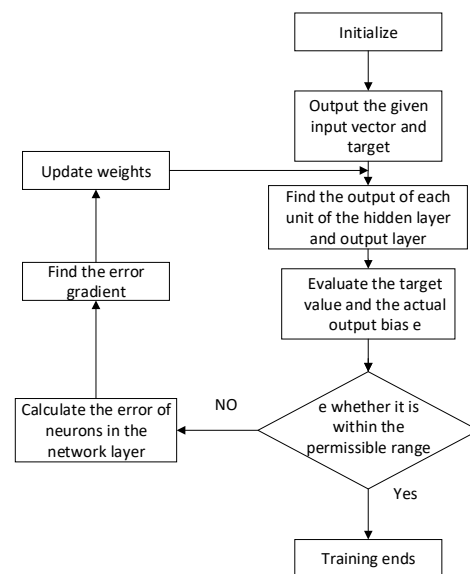 Initialize
Output the given
input vector and
target
Update weights
Find the output of each
unit of the hidden layer
and output layer
Find the error
gradient
Evaluate the target
value and the actual
output bias e
Calculate the error of
neurons in the
network layer
NO
e whether it is
within the
permissible range
Yes
Training ends